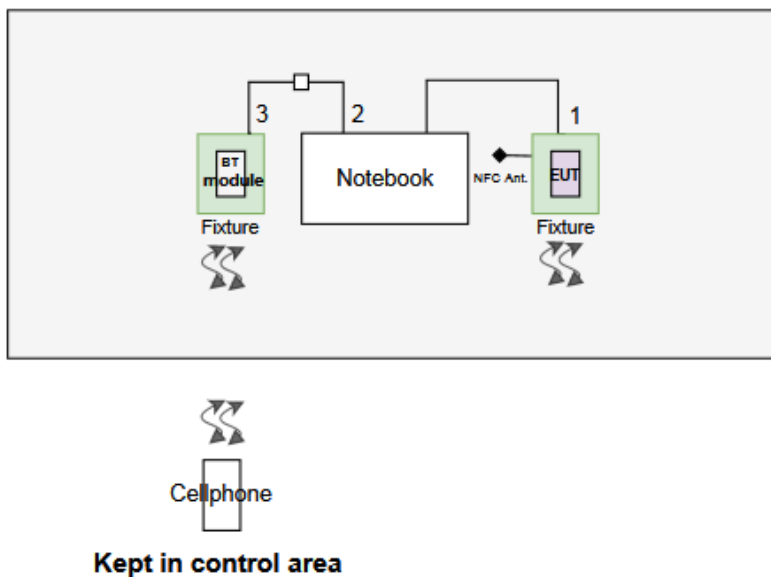 3
2
1
BT
module
Notebook
NFC Ant.
EUT
Fixture
Fixture
Cellphone
Kept in control area